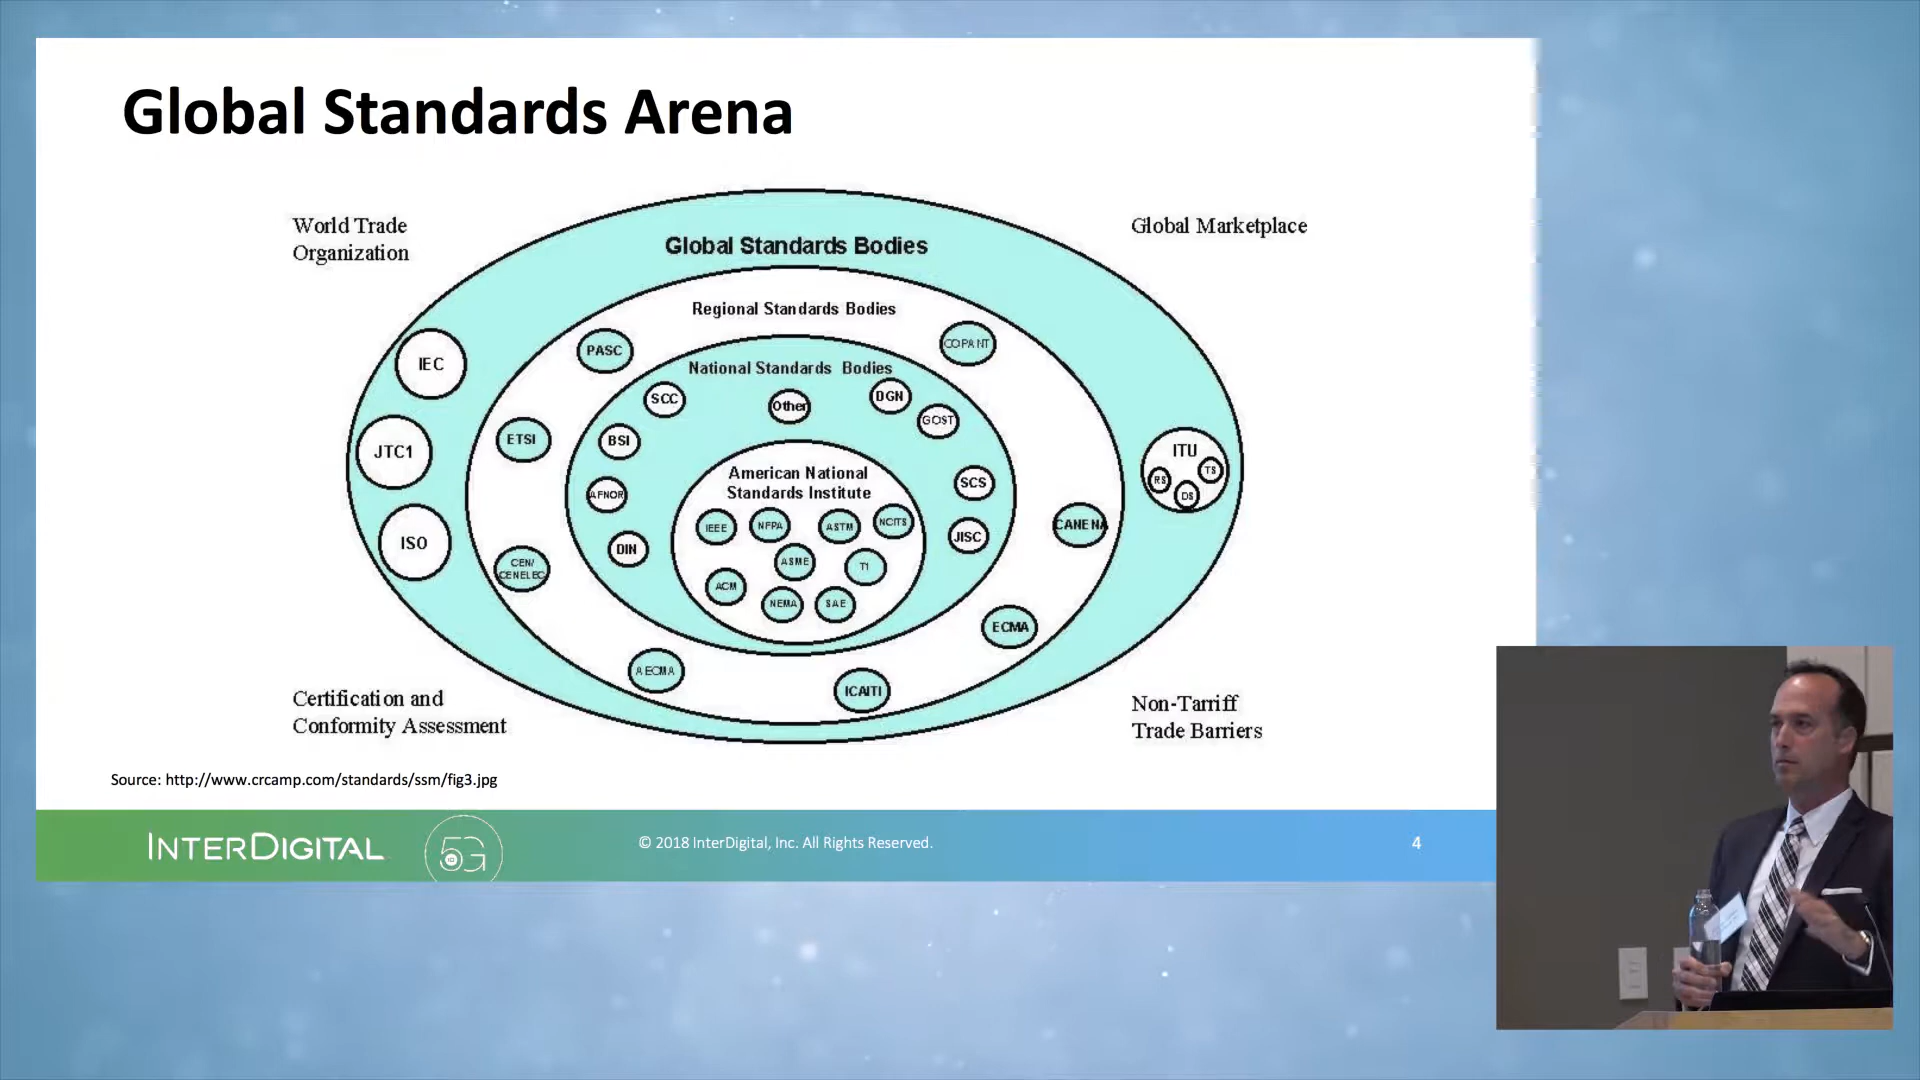 Global Standards Arena
World Trade
Organization
Global Marketplace
Global Standards Bodies
Regional Standards Bodies
IEC
PASC
COPANT
National Standards Bodies
SCC
Other
DGN
GOST
ETSI
BSI
JTC1
ITU
RS
TS
DS
American National
Standards Institute
AFNOR
SCS
IEEE
NFPA
ASTM
NCITS
CANENA
ISO
DIN
JISC
CEN/
CENELEC
ASME
T1
ACM
NEMA
SAE
ECMA
AECMA
ICAITI
Certification and
Conformity Assessment
Non-Tarriff
Trade Barriers
Source: http://www.crcamp.com/standards/ssm/fig3.jpg
INTERDIGITAL
5G
© 2018 InterDigital, Inc. All Rights Reserved.
4